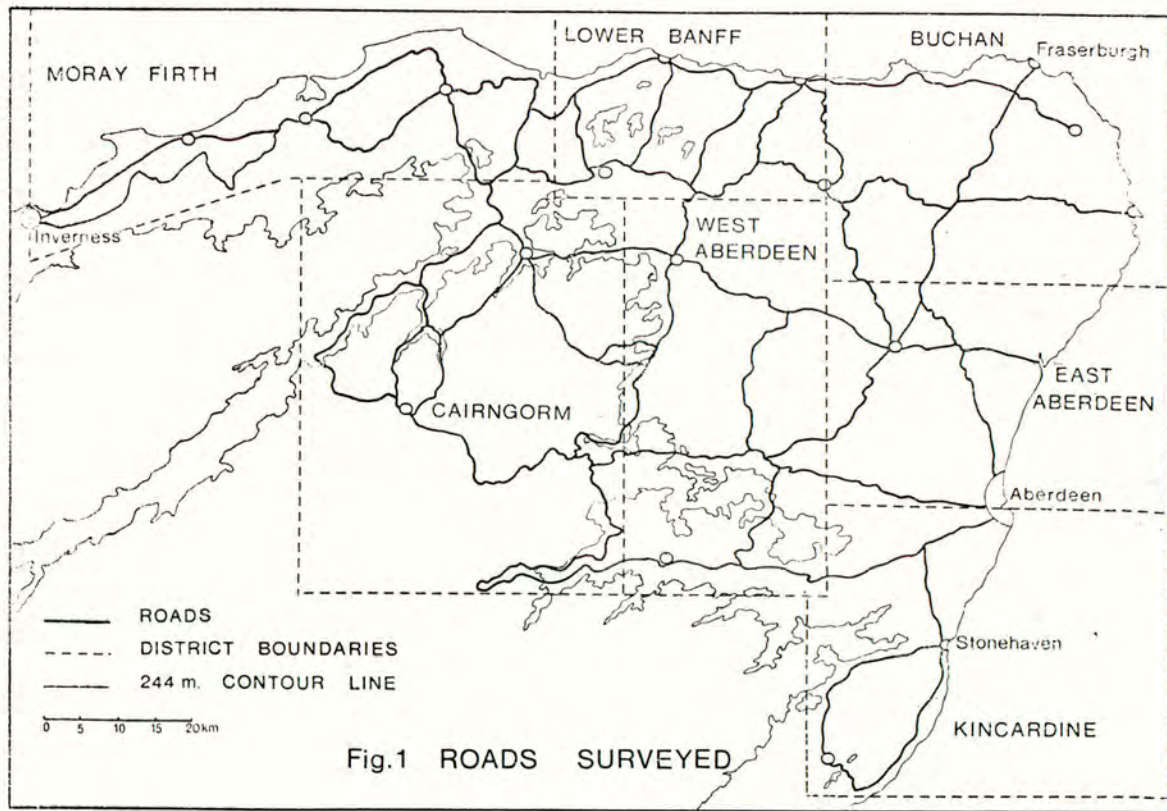 LOWER BANFF
BUCHAN
Fraserburgh
MORAY FIRTH
Inverness
WEST
ABERDEEN
EAST
ABERDEEN
CAIRNGORM
Aberdeen
ROADS
DISTRICT BOUNDARIES
244 m. CONTOUR LINE
0 5 10 15 20km
Stonehaven
KINCARDINE
Fig.1 ROADS SURVEYED